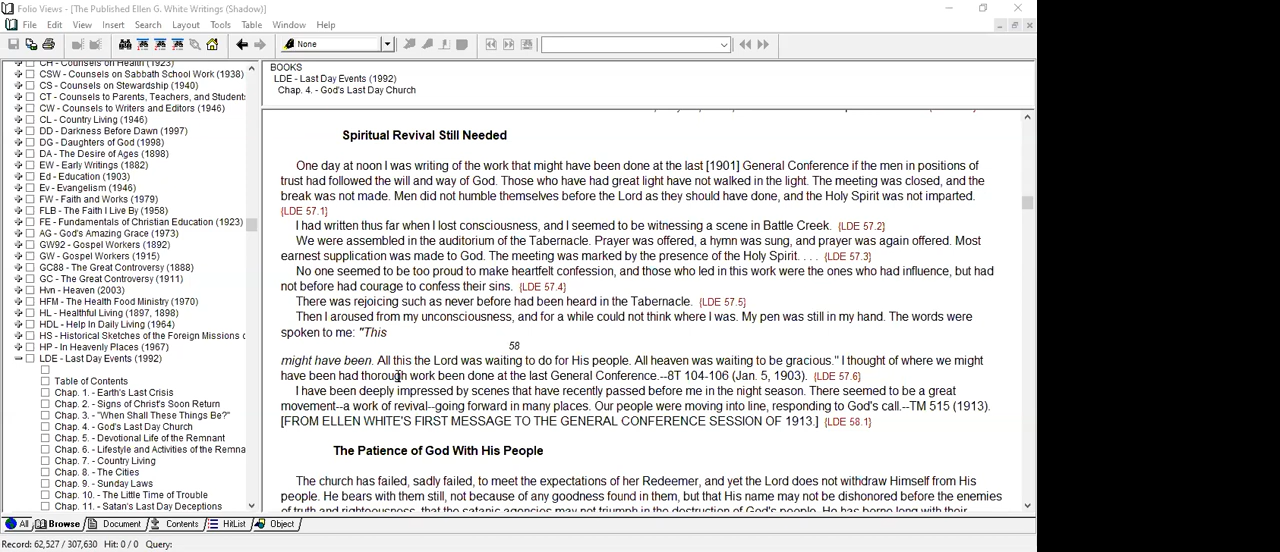 Folio Views - [The Published Ellen G. White Writings (Shadow)]
File Edit View Insert Search Layout Tools Table Window Help
None
CH - Counsels on Health (1923)
CSW - Counsels on Sabbath School Work (1938)
CS - Counsels on Stewardship (1940)
CT - Counsels to Parents, Teachers, and Students
CW - Counsels to Writers and Editors (1946)
CL - Country Living (1946)
DD - Darkness Before Dawn (1997)
DG - Daughters of God (1998)
DA - The Desire of Ages (1898)
EW - Early Writings (1882)
Ed - Education (1903)
Ev - Evangelism (1946)
FW - Faith and Works (1979)
FLB - The Faith I Live By (1958)
FE - Fundamentals of Christian Education (1923)
AG - God's Amazing Grace (1973)
GW92 - Gospel Workers (1892)
GW - Gospel Workers (1915)
GC88 - The Great Controversy (1888)
GC - The Great Controversy (1911)
Hvn - Heaven (2003)
HFM - The Health Food Ministry (1970)
HL - Healthful Living (1897, 1898)
HDL - Help In Daily Living (1964)
HS - Historical Sketches of the Foreign Missions o
HP - In Heavenly Places (1967)
LDE - Last Day Events (1992)
Table of Contents
Chap. 1. - Earth's Last Crisis
Chap. 2. - Signs of Christ's Soon Return
Chap. 3. - "When Shall These Things Be?"
Chap. 4. - God's Last Day Church
Chap. 5. - Devotional Life of the Remnant
Chap. 6. - Lifestyle and Activities of the Remna
Chap. 7. - Country Living
Chap. 8. - The Cities
Chap. 9. - Sunday Laws
Chap. 10. - The Little Time of Trouble
Chap. 11. - Satan's Last Day Deceptions
BOOKS
LDE - Last Day Events (1992)
Chap. 4. - God's Last Day Church
Spiritual Revival Still Needed
One day at noon I was writing of the work that might have been done at the last [1901] General Conference if the men in positions of
trust had followed the will and way of God. Those who have had great light have not walked in the light. The meeting was closed, and the
break was not made. Men did not humble themselves before the Lord as they should have done, and the Holy Spirit was not imparted.
{LDE 57.1}
I had written thus far when I lost consciousness, and I seemed to be witnessing a scene in Battle Creek. {LDE 57.2}
We were assembled in the auditorium of the Tabernacle. Prayer was offered, a hymn was sung, and prayer was again offered. Most
earnest supplication was made to God. The meeting was marked by the presence of the Holy Spirit. . . . {LDE 57.3}
No one seemed to be too proud to make heartfelt confession, and those who led in this work were the ones who had influence, but had
not before had courage to confess their sins. {LDE 57.4}
There was rejoicing such as never before had been heard in the Tabernacle. {LDE 57.5}
Then I aroused from my unconsciousness, and for a while could not think where I was. My pen was still in my hand. The words were
spoken to me: "This
58
might have been. All this the Lord was waiting to do for His people. All heaven was waiting to be gracious." I thought of where we might
have been had thorough work been done at the last General Conference.--8T 104-106 (Jan. 5, 1903). {LDE 57.6}
I have been deeply impressed by scenes that have recently passed before me in the night season. There seemed to be a great
movement--a work of revival--going forward in many places. Our people were moving into line, responding to God's call.--TM 515 (1913).
[FROM ELLEN WHITE'S FIRST MESSAGE TO THE GENERAL CONFERENCE SESSION OF 1913.] {LDE 58.1}
The Patience of God With His People
The church has failed, sadly failed, to meet the expectations of her Redeemer, and yet the Lord does not withdraw Himself from His
people. He bears with them still, not because of any goodness found in them, but that His name may not be dishonored before the enemies
of truth and righteousness, that the satanic agencies may not triumph in the destruction of God's people. He has borne long with their
All Browse Document Contents HitList Object
Record: 62,527 / 307,630 Hit: 0 / 0 Query: